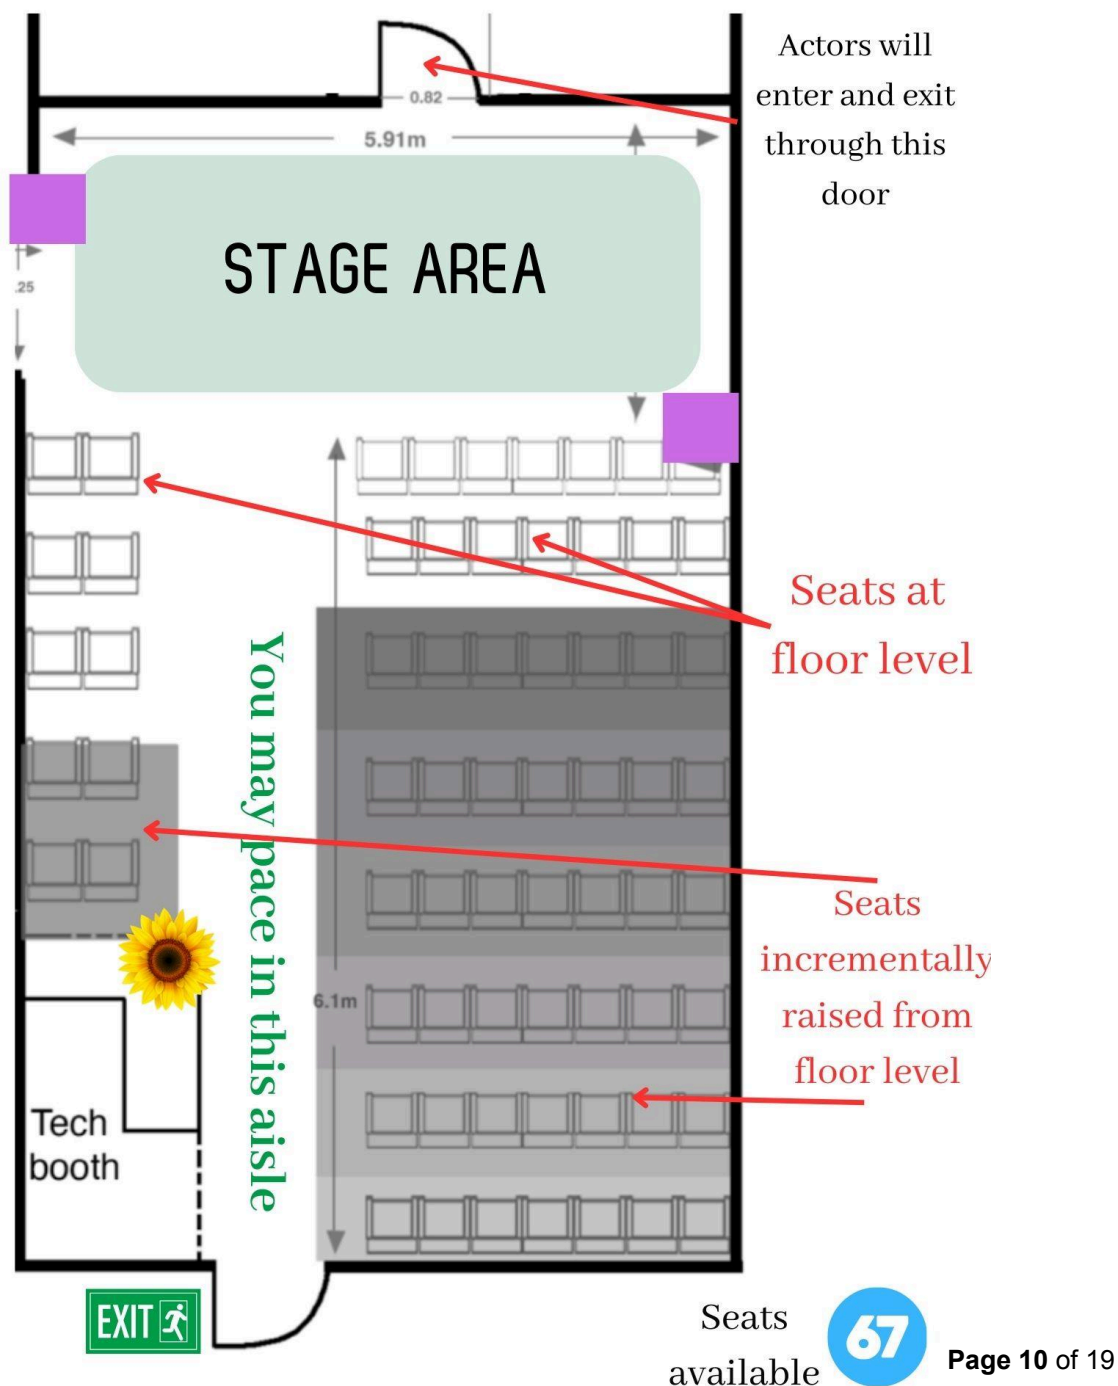 Actors will
enter and exit
through this
door
0.82
5.91m
STAGE AREA
.25
Seats at
floor level
You may pace in this aisle
Seats
incrementally
raised from
floor level
6.1m
Tech
booth
EXIT
Seats
available
67
Page 10 of 19